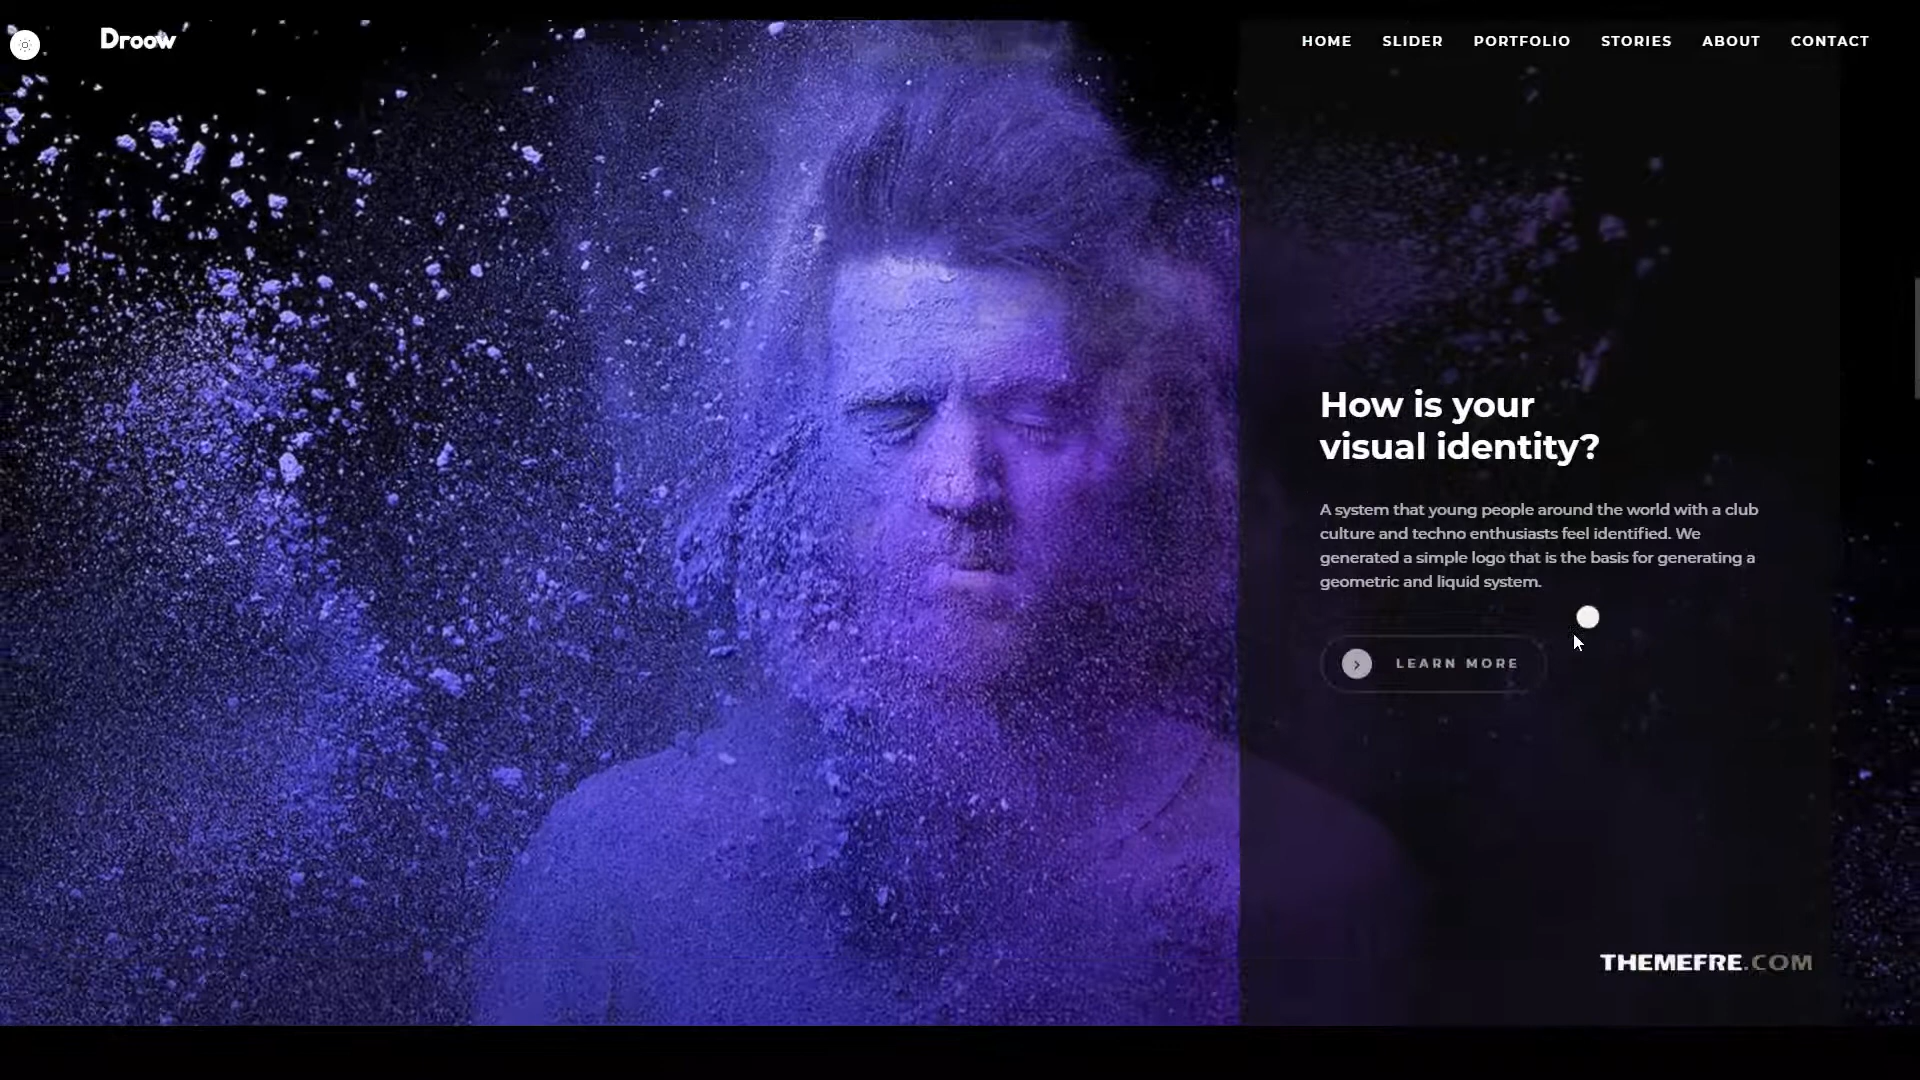 Droow
HOME SLIDER PORTFOLIO STORIES ABOUT CONTACT
How is your
visual identity?
A system that young people around the world with a club
culture and techno enthusiasts feel identified. We
generated a simple logo that is the basis for generating a
geometric and liquid system.
LEARN MORE
THEMEFRE.COM